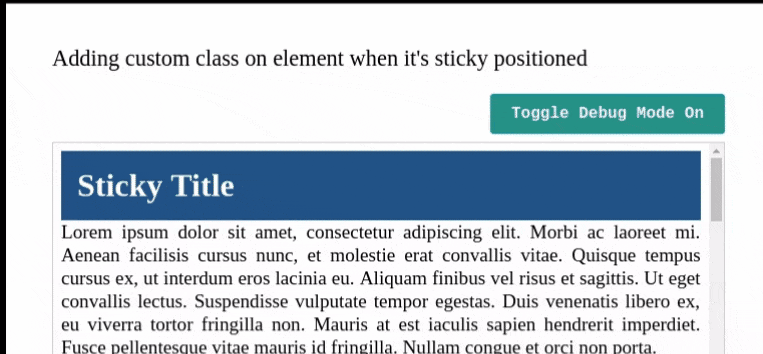 Adding custom class on element when it's sticky positioned
Toggle Debug Mode On
Sticky Title
Lorem ipsum dolor sit amet, consectetur adipiscing elit. Morbi ac laoreet mi.
Aenean facilisis cursus nunc, et molestie erat convallis vitae. Quisque tempus
cursus ex, ut interdum eros lacinia eu. Aliquam finibus vel risus et sagittis. Ut eget
convallis lectus. Suspendisse vulputate tempor egestas. Duis venenatis libero ex,
eu viverra tortor fringilla non. Mauris at est iaculis sapien hendrerit imperdiet.
Fusce pellentesque vitae mauris id fringilla. Nullam congue et orci non porta.